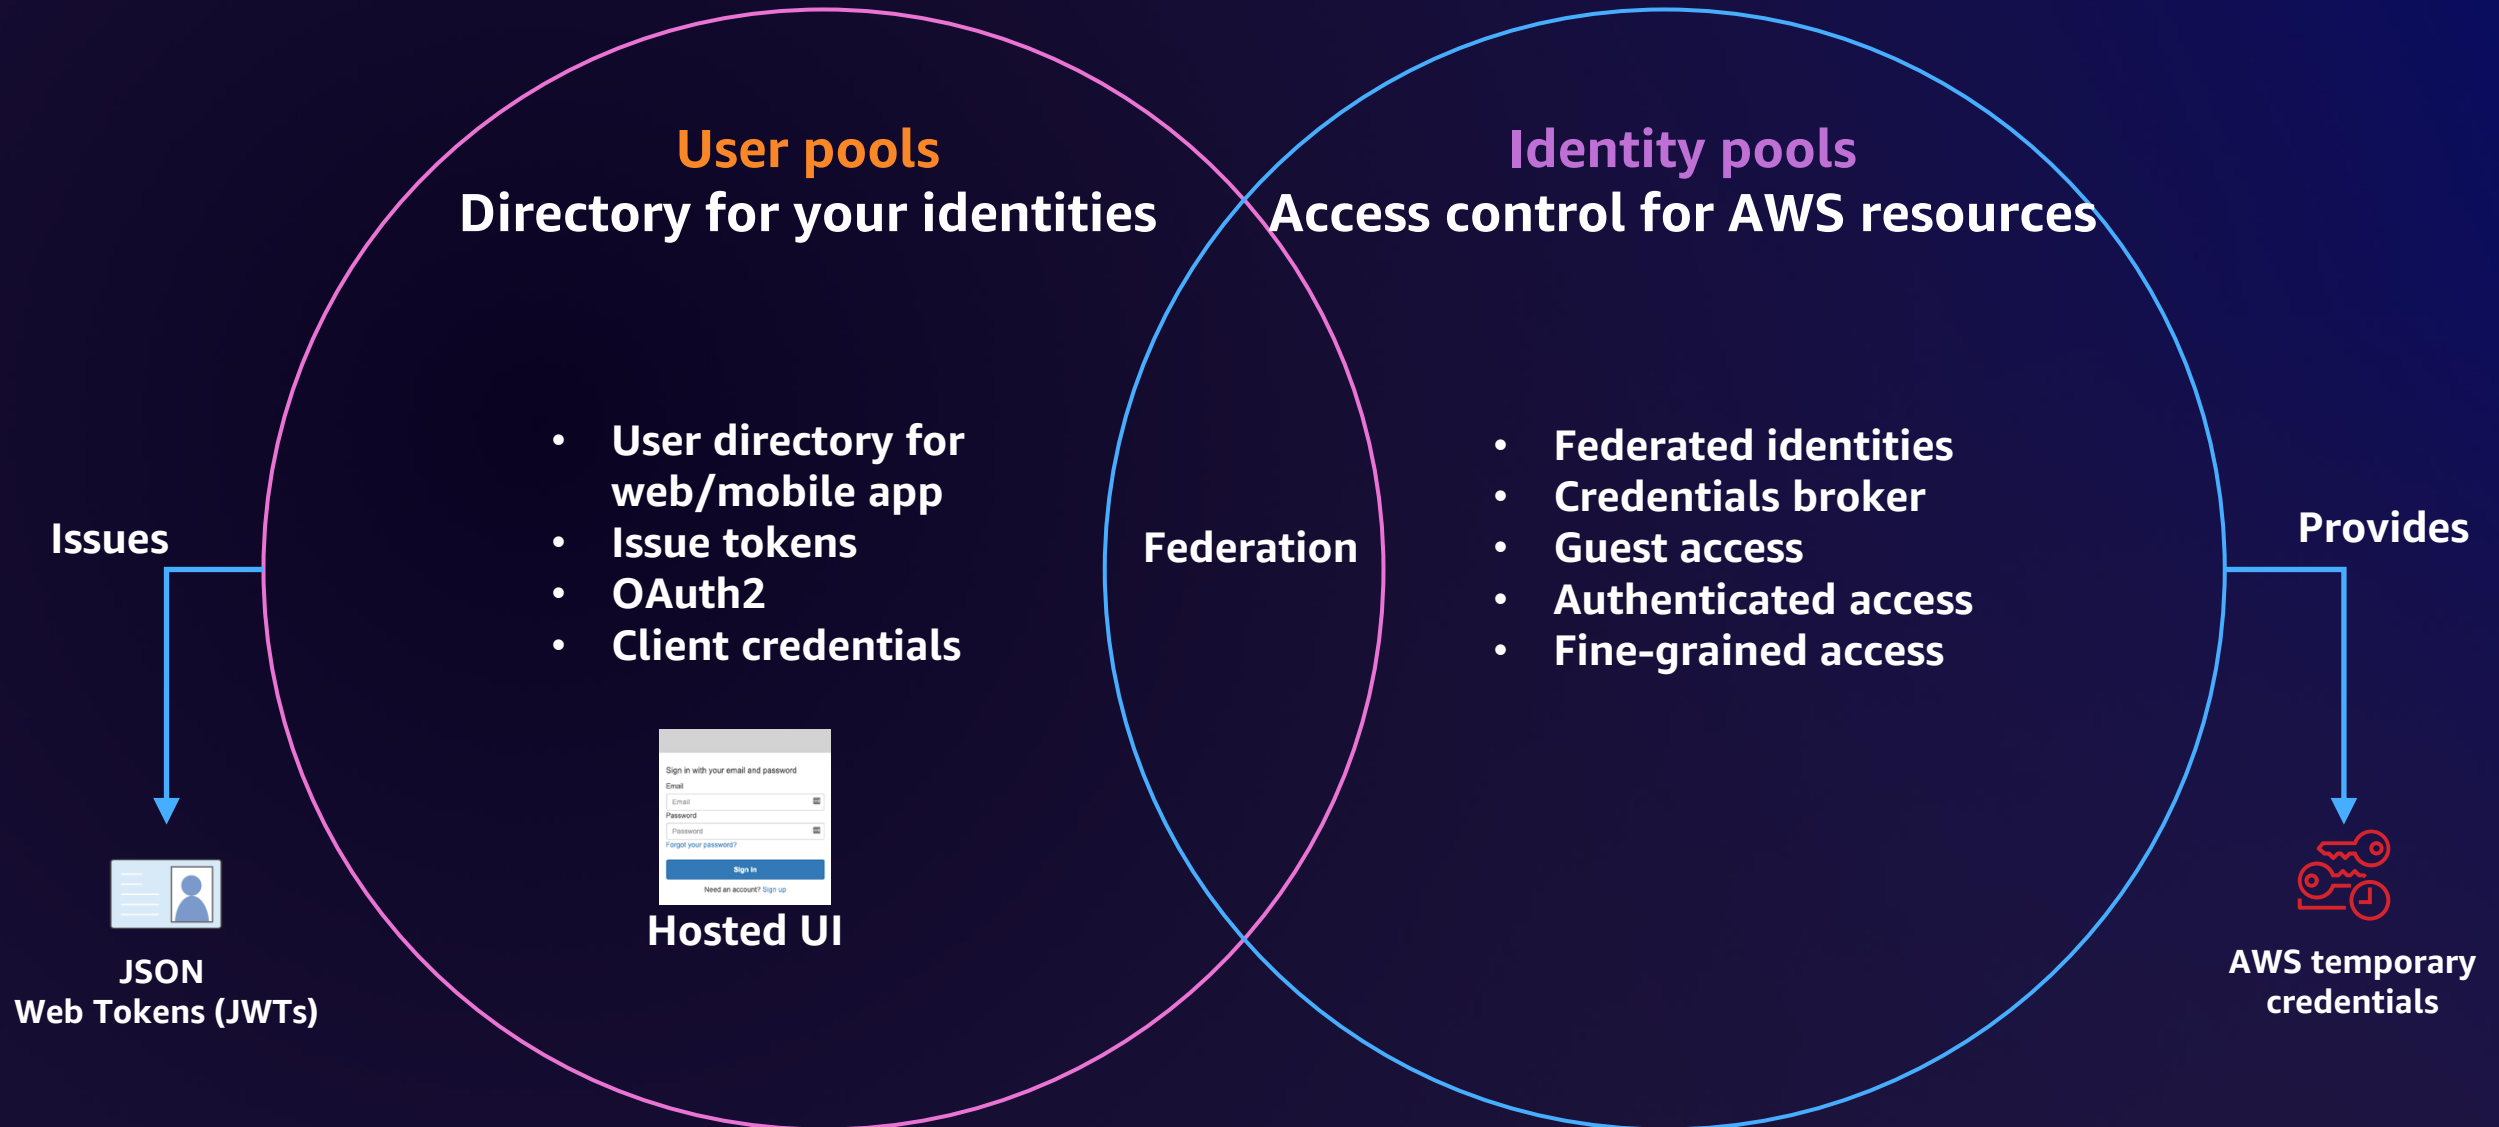 User pools
Directory for your identities
Identity pools
Access control for AWS resources
• User directory for
web/mobile app
• Issue tokens
• OAuth2
• Client credentials
Federation
• Federated identities
• Credentials broker
• Guest access
• Authenticated access
• Fine-grained access
Issues
Provides
Sign in with your email and password
Email
Email
Password
Password
Forgot your password?
Sign in
Need an account? Sign up
Hosted UI
JSON
Web Tokens (JWTs)
AWS temporary
credentials